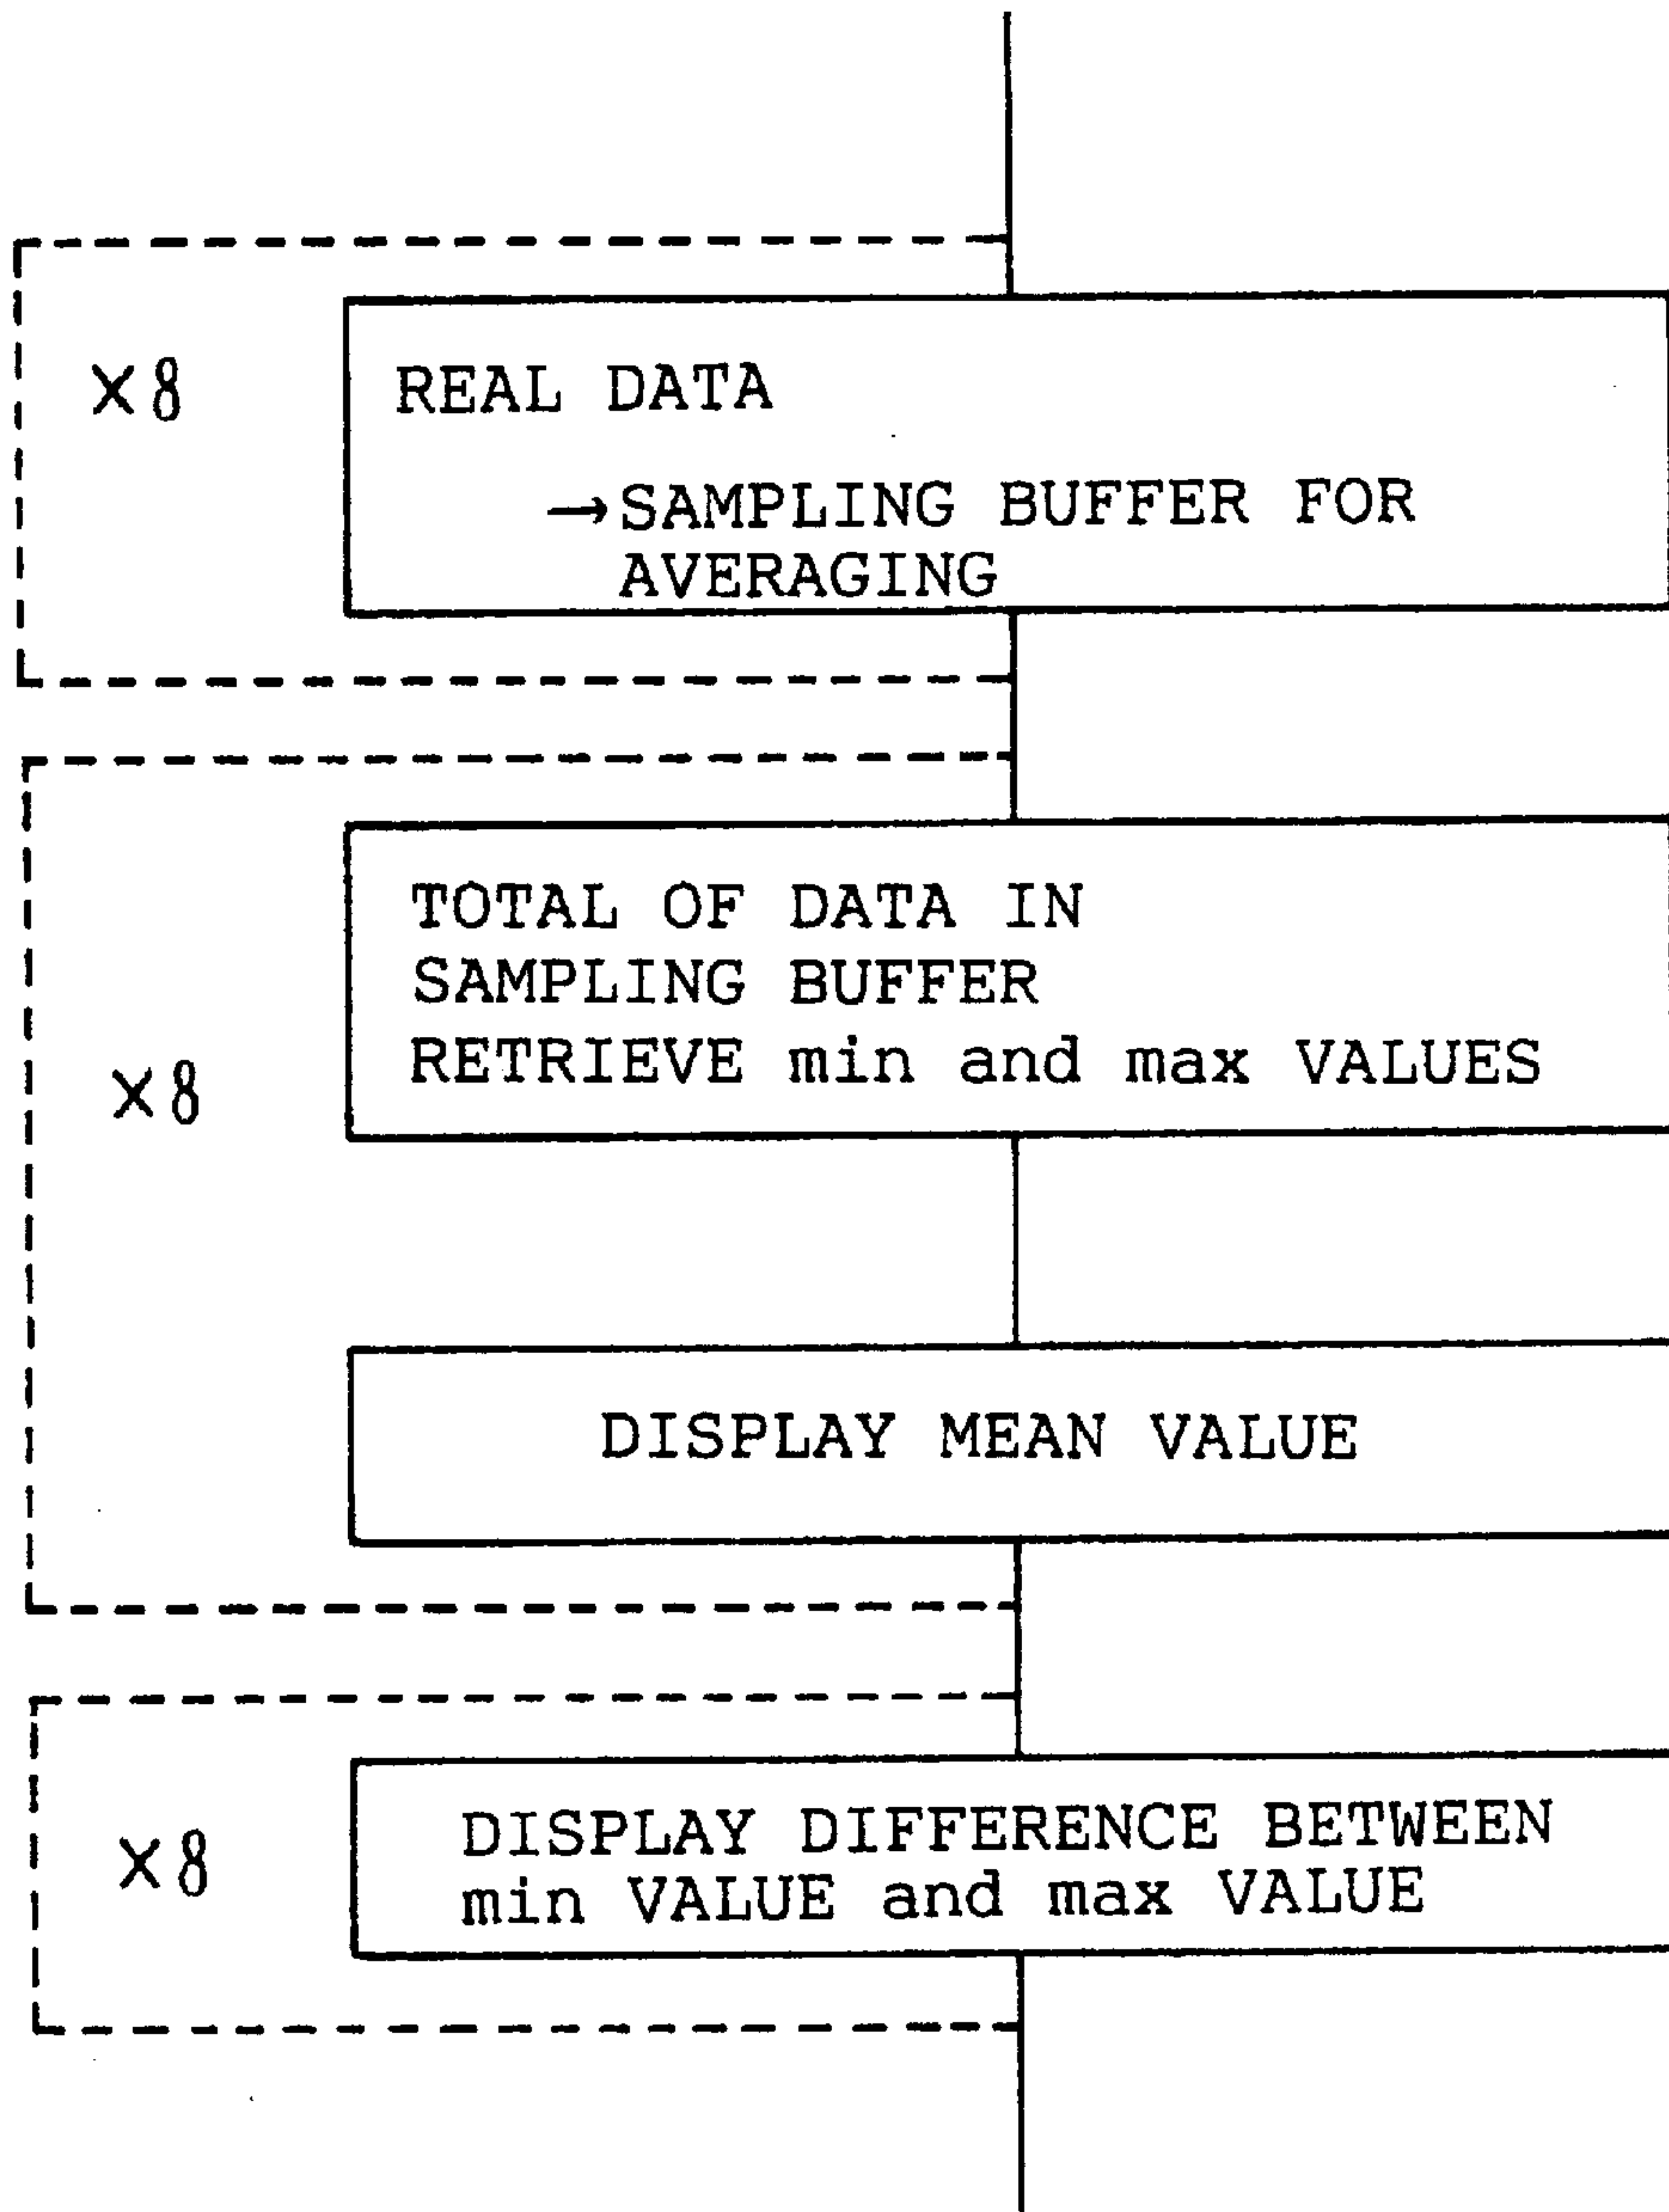 ×8
REAL DATA
→SAMPLING BUFFER FOR
AVERAGING
TOTAL OF DATA IN
SAMPLING BUFFER
RETRIEVE min and max VALUES
×8
DISPLAY MEAN VALUE
×8
DISPLAY DIFFERENCE BETWEEN
min VALUE and max VALUE